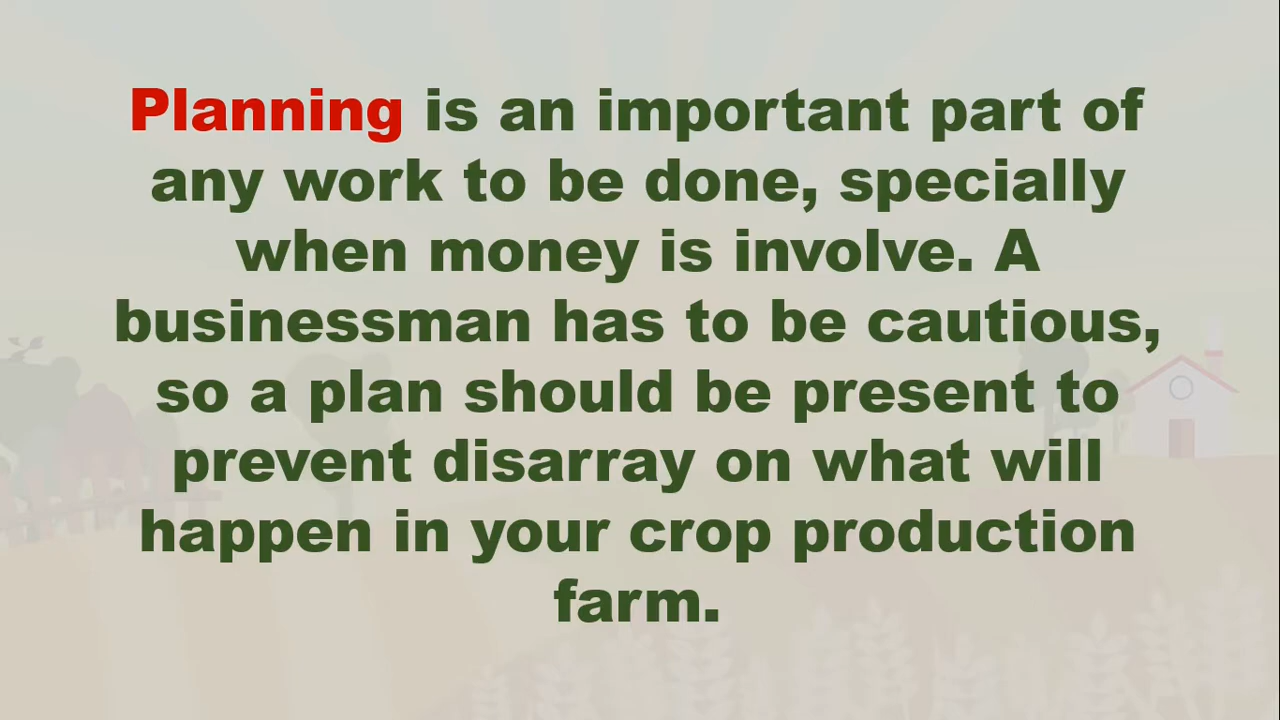 Planning is an important part of
any work to be done, specially
when money is involve. A
businessman has to be cautious,
so a plan should be present to
prevent disarray on what will
happen in your crop production
farm.